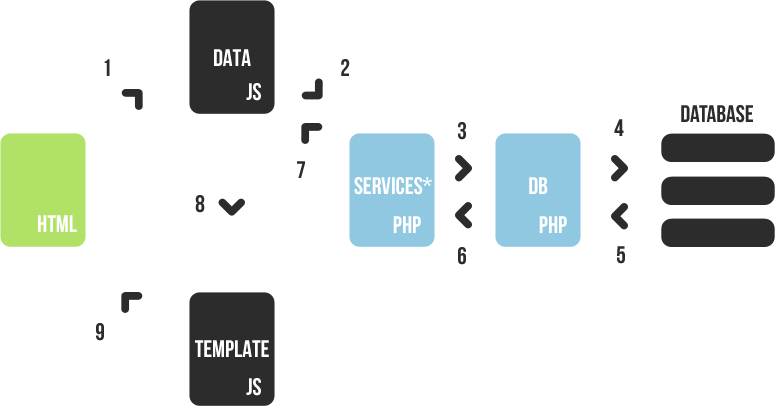 1
DATA
JS
2
3
4
DATABASE
7
SERVICES*
PHP
DB
PHP
HTML
8
6
5
9
TEMPLATE
JS